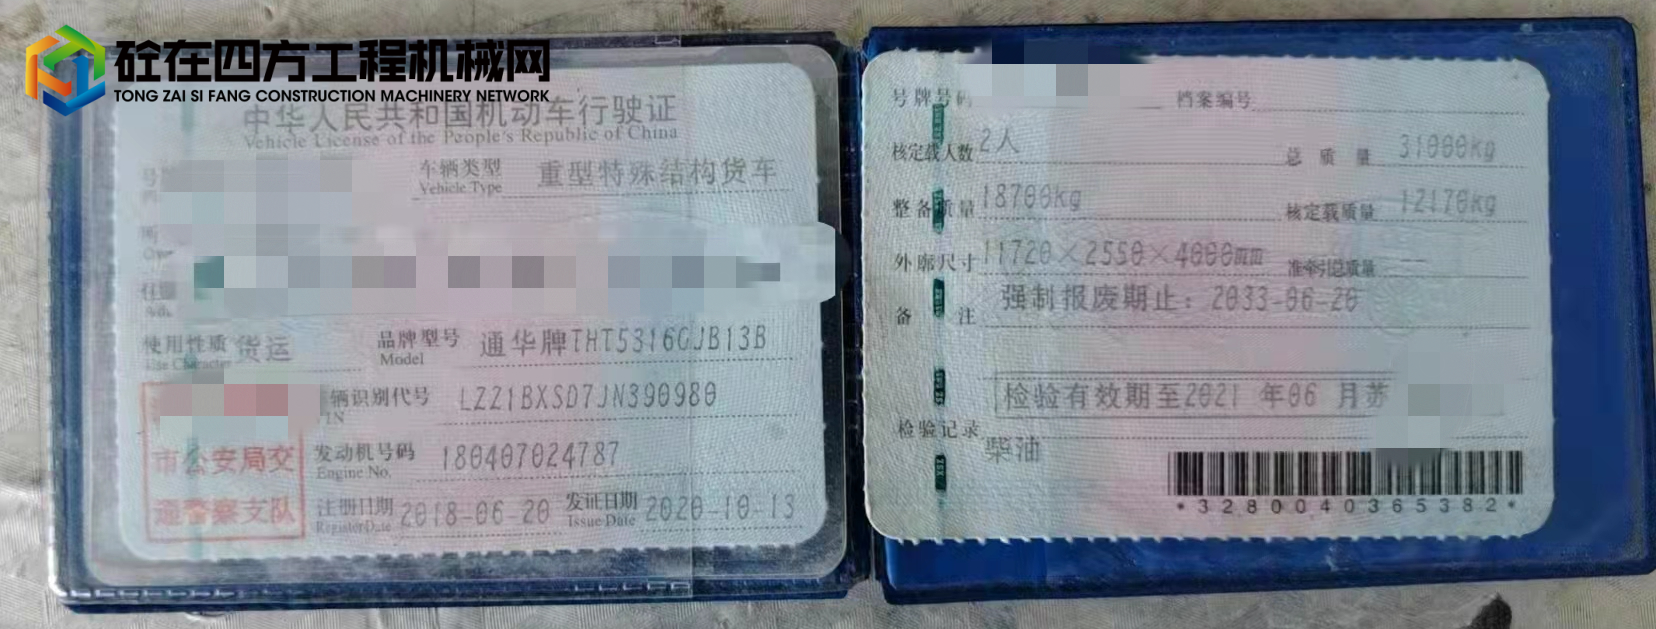 砼在四方工程机械网
TONG ZAI SI FANG CONSTRUCTION MACHINERY NETWORK
中华人民共和国机动车行驶证
Vehicle License of the People's Republic of China
号
车辆类型 重型特殊结构货车
Vehicle Type
使用性质 货运
Use Character
品牌型号 通华牌THT5316GJB13B
Model
辆识别代号 LZZ1BXSD7JN390980
发动机号码 180407024787
Engine No.
市公安局交
通警察支队
注册日期 2018-06-20 发证日期 2020-10-13
Register Date Issue Date
号牌号码 档案编号
核定载人数 2人 总质量 31000kg
整备质量 18700kg 核定载质量 12170kg
外廓尺寸 11720×2550×4000mm 准牵引总质量 --
备注 强制报废期止：2033-06-20
检验有效期至2021 年06 月苏
检验记录
柴油
*3280040365382*